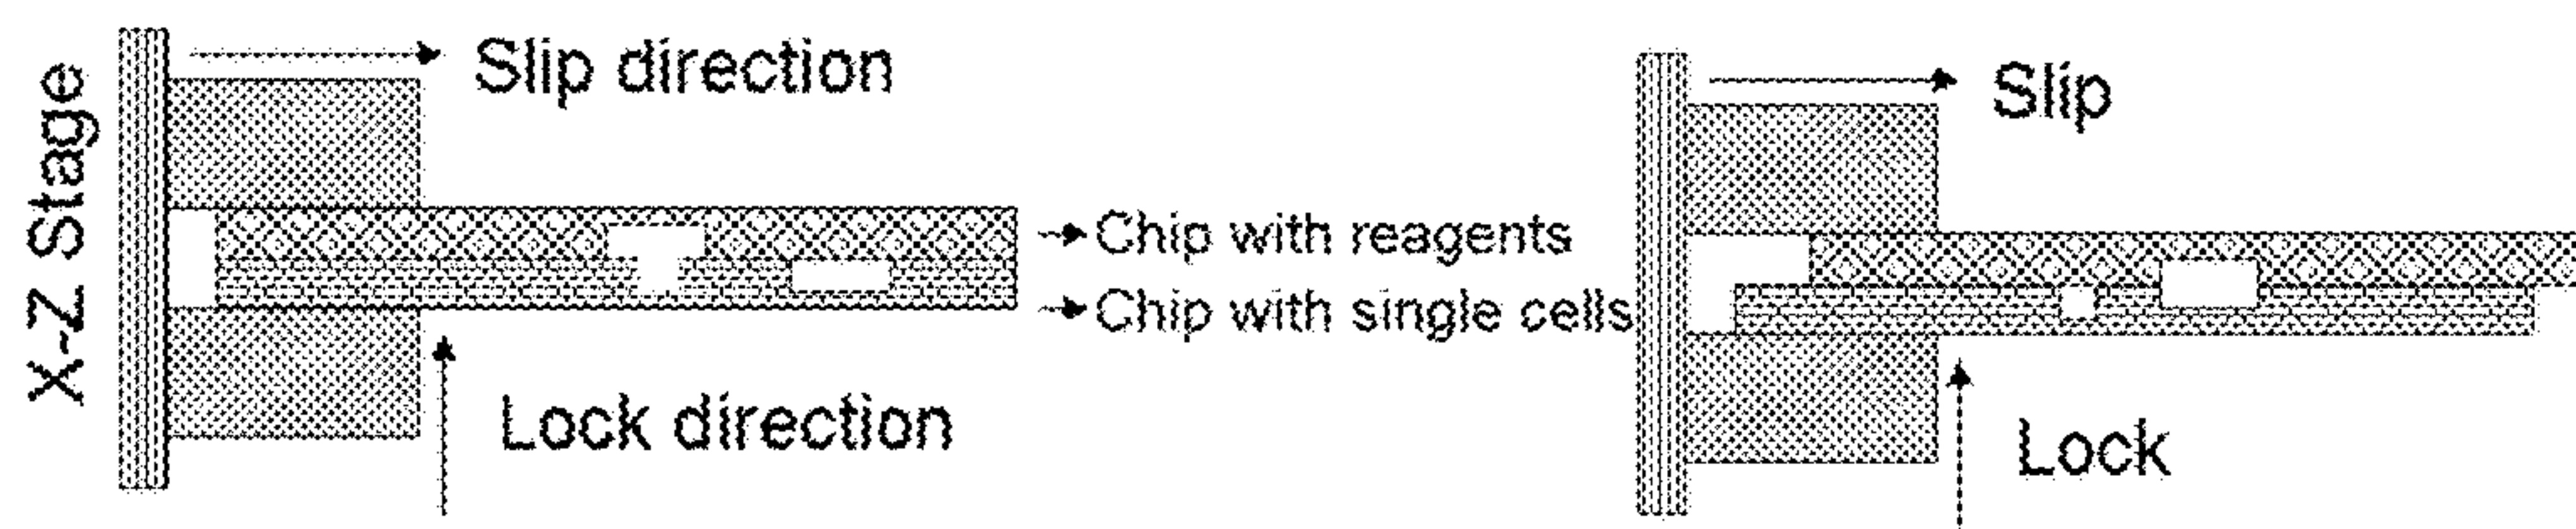 X-Z Stage
Slip direction
Chip with reagents
Chip with single cells
Lock direction
Slip
Lock